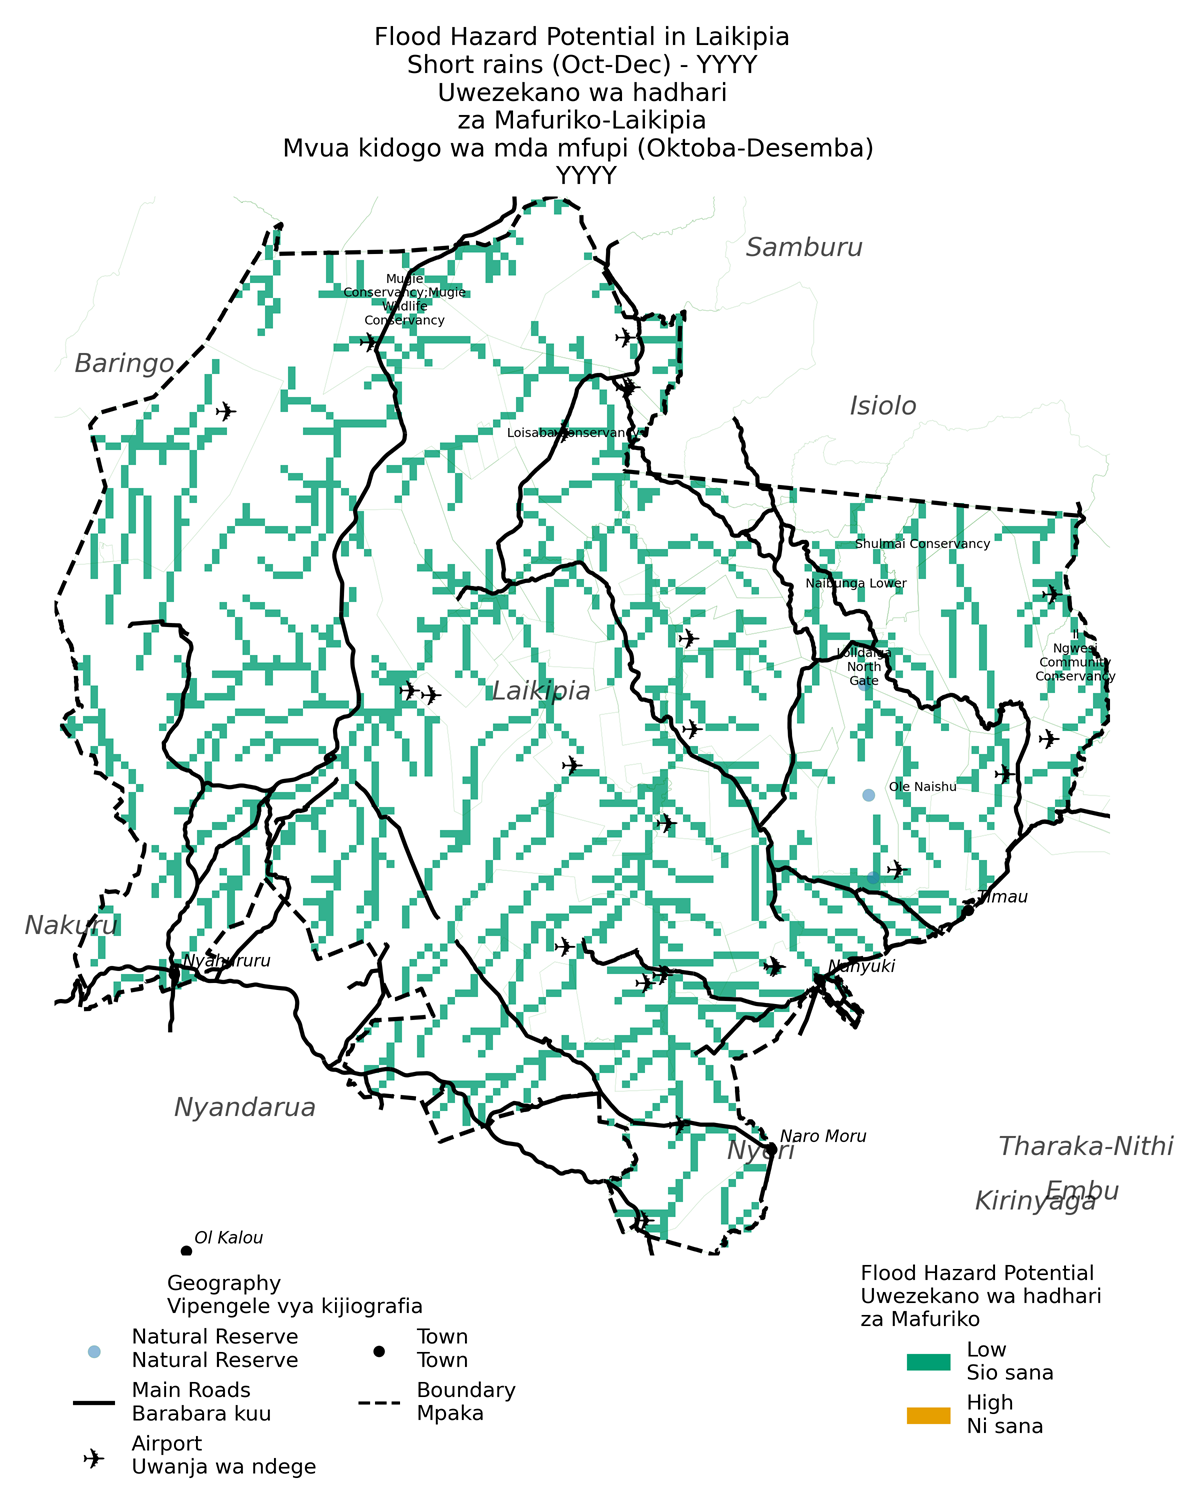 Flood Hazard Potential in Laikipia
Short rains (Oct-Dec) - YYYY
Uwezekano wa hadhari
za Mafuriko-Laikipia
Mvua kidogo wa mda mfupi (Oktoba-Desemba)
YYYY
Samburu
Mugie
Conservancy;Mugie
Wildlife
Conservancy
Baringo
Isiolo
Loisaba Conservancy
Shulmai Conservancy
Naibunga Lower
Il
Ngwesi
Community
Conservancy
Lolldaiga
North
Gate
Laikipia
Ole Naishu
Timau
Nakuru
Nyahururu
Nanyuki
Nyandarua
Naro Moru
Nyeri
Tharaka-Nithi
Embu
Kirinyaga
Ol Kalou
Geography
Vipengele vya kijiografia
Natural Reserve
Natural Reserve
Town
Town
Main Roads
Barabara kuu
Boundary
Mpaka
Airport
Uwanja wa ndege
Flood Hazard Potential
Uwezekano wa hadhari
za Mafuriko
Low
Sio sana
High
Ni sana